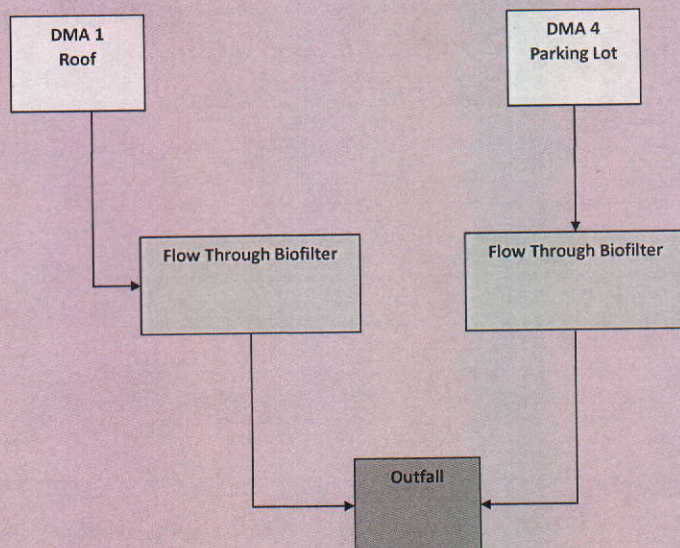 DMA 1
Roof
DMA 4
Parking Lot
Flow Through Biofilter
Flow Through Biofilter
Outfall